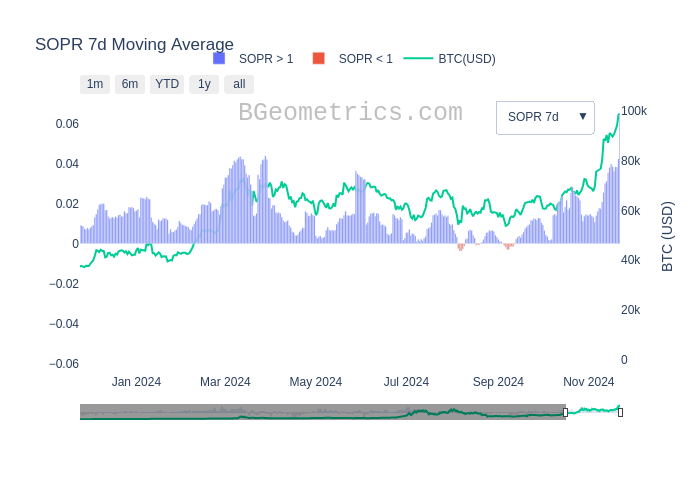 SOPR 7d Moving Average
SOPR > 1 SOPR < 1 BTC(USD)
1m 6m YTD 1y all
BGeometrics.com
SOPR 7d ▼
0.06
0.04
0.02
0
−0.02
−0.04
−0.06
100k
80k
60k
40k
20k
0
BTC (USD)
Jan 2024 Mar 2024 May 2024 Jul 2024 Sep 2024 Nov 2024